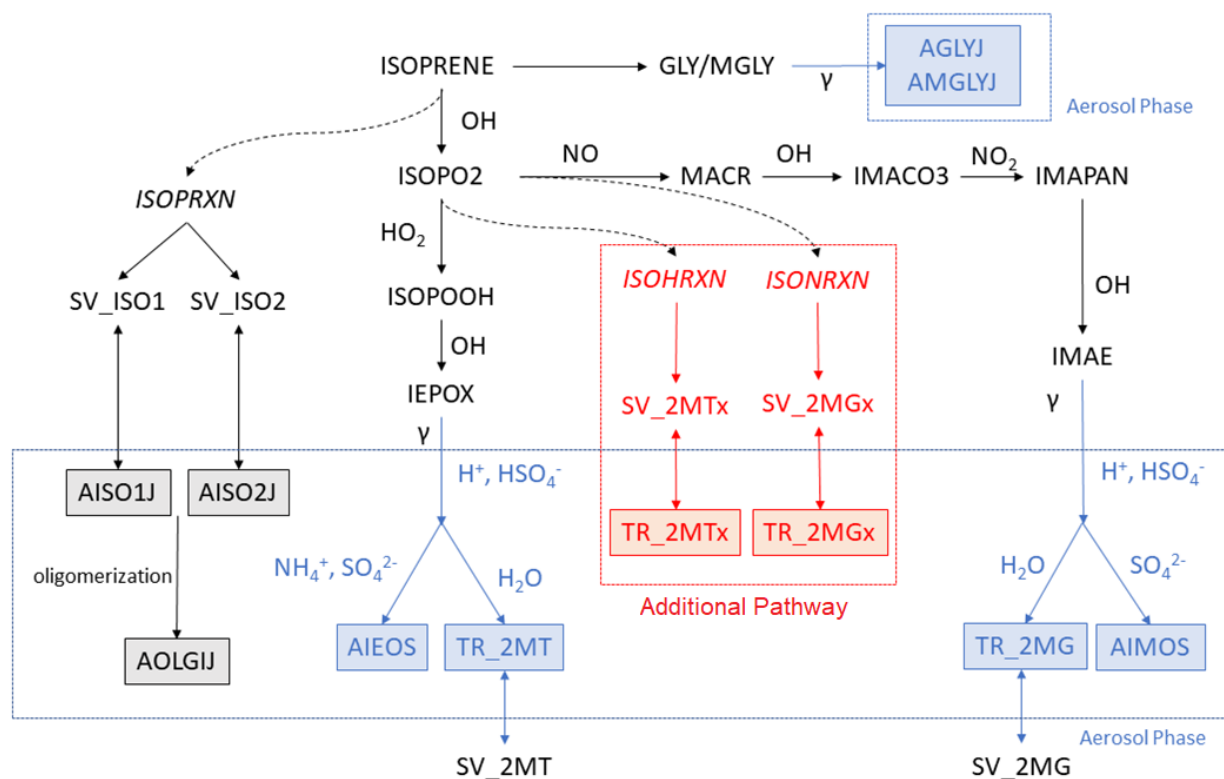 ISOPRENE
GLY/MGLY
γ
AGLYJ
AMGLYJ
Aerosol Phase
OH
ISOPO2
NO
MACR
OH
IMACO3
NO₂
IMAPAN
ISOPRXN
HO₂
ISOHRXN
ISONRXN
OH
SV_ISO1
SV_ISO2
ISOPOOH
OH
IMAE
IEPOX
SV_2MTx
SV_2MGx
γ
γ
H⁺, HSO₄⁻
H⁺, HSO₄⁻
AISO1J
AISO2J
TR_2MTx
TR_2MGx
oligomerization
NH₄⁺, SO₄²⁻
H₂O
H₂O
SO₄²⁻
Additional Pathway
AOLGIJ
AIEOS
TR_2MT
TR_2MG
AIMOS
Aerosol Phase
SV_2MT
SV_2MG